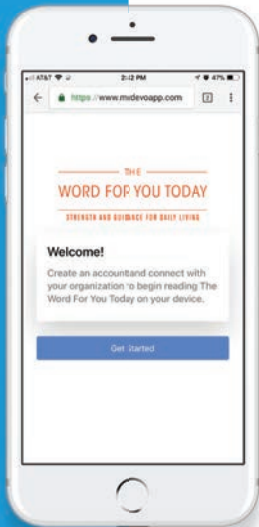 AT&T 2:12 PM 47%
https://www.mydevoapp.com 2
THE
WORD FOR YOU TODAY
STRENGTH AND GUIDANCE FOR DAILY LIVING
Welcome!
Create an accountand connect with
your organization to begin reading The
Word For You Today on your device.
Get Started